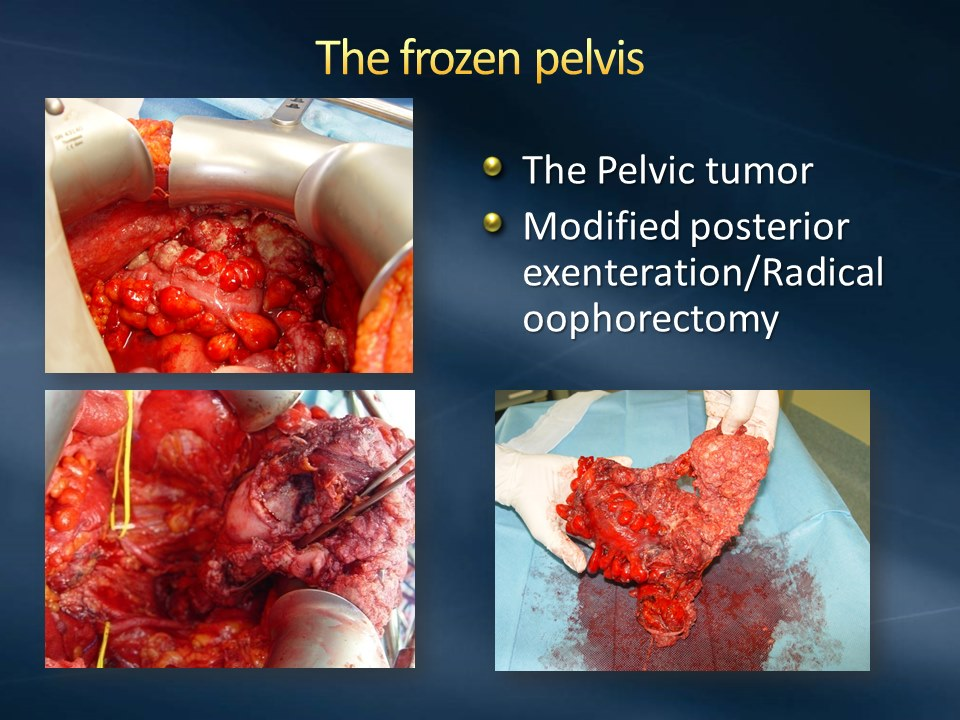 The frozen pelvis
The Pelvic tumor
Modified posterior
exenteration/Radical
oophorectomy